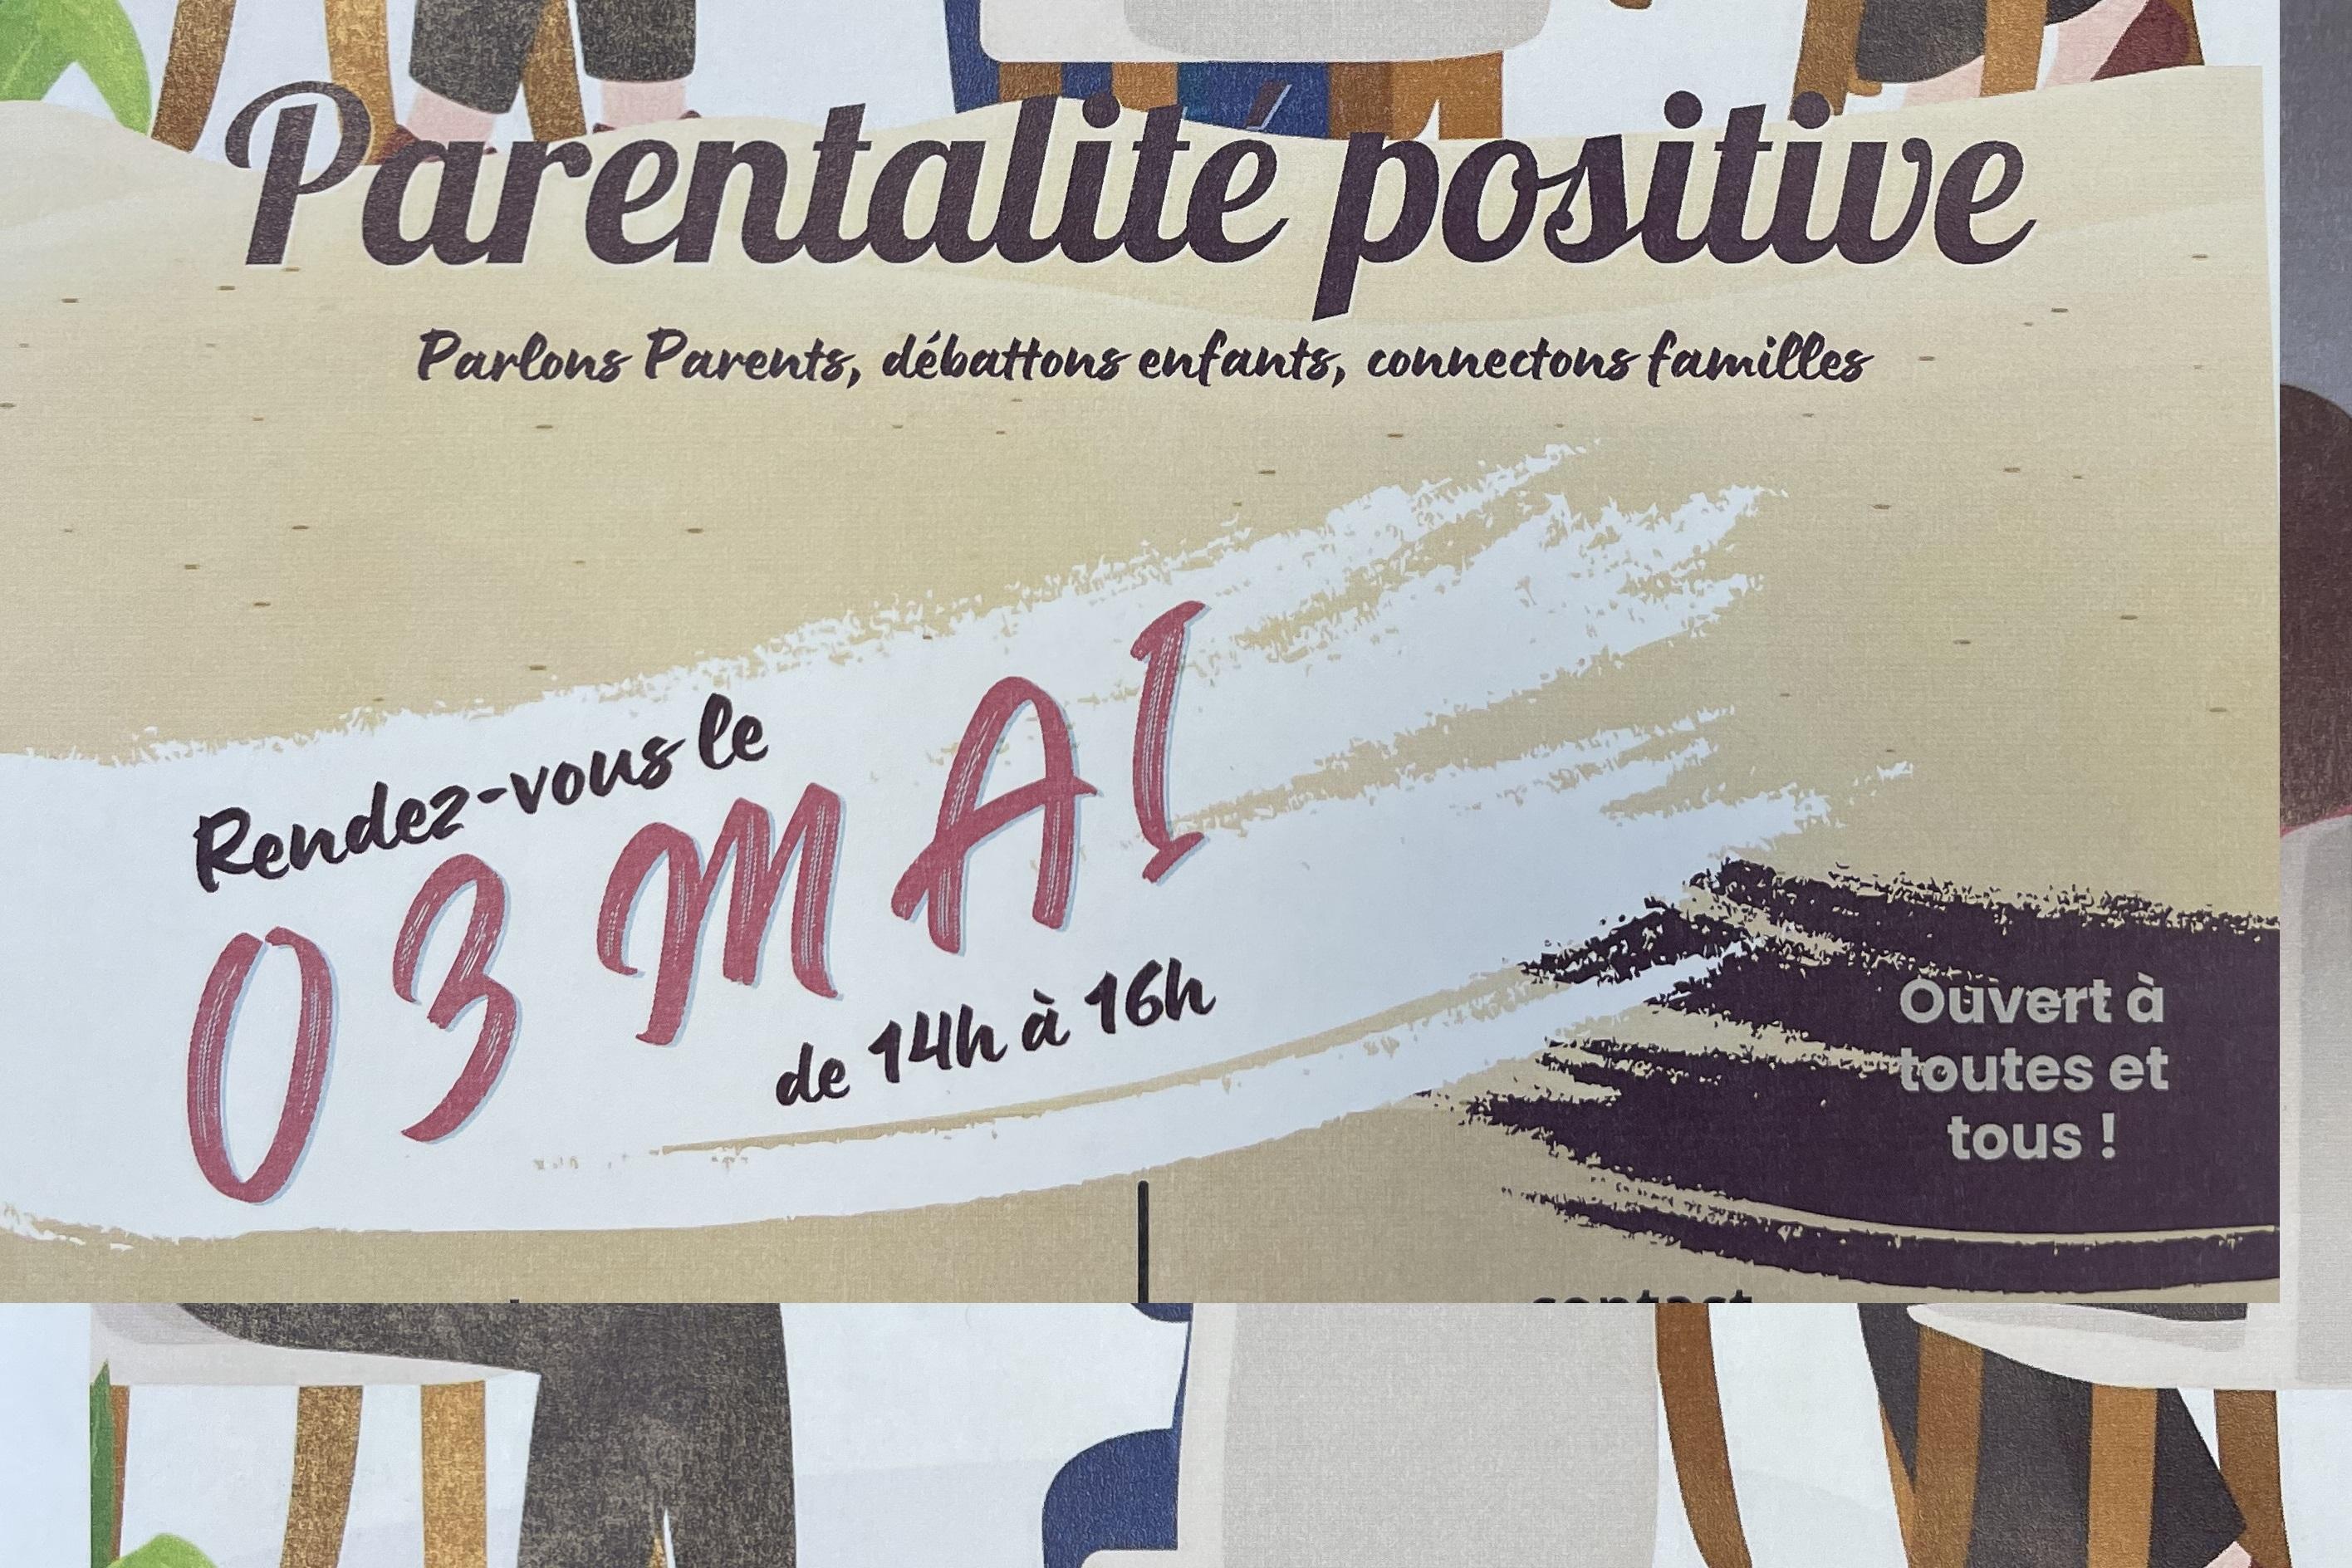 Parentalité positive
Parlons Parents, débattons enfants, connectons familles
Rendez-vous le
03 MAI
de 14h à 16h
Ouvert à
toutes et
tous !